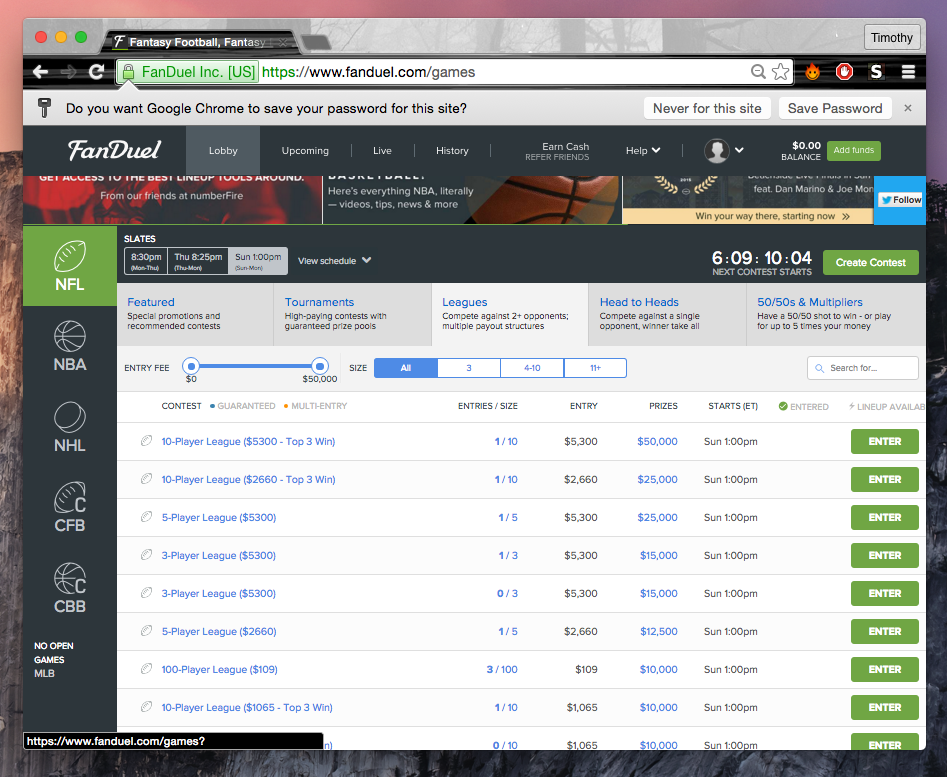 Fantasy Football, Fantasy
Timothy
FanDuel Inc. [US] https://www.fanduel.com/games
S
Do you want Google Chrome to save your password for this site?
Never for this site
Save Password
×
FanDuel
Lobby
Upcoming
Live
History
Earn Cash
REFER FRIENDS
Help
$0.00
BALANCE
Add funds
GET ACCESS TO THE BEST LINEUP TOOLS AROUND.
From our friends at numberFire
BASKETBALL?
Here's everything NBA, literally
— videos, tips, news & more
2015
Beachside Live Finals in San
feat. Dan Marino & Joe Mon
Win your way there, starting now »
Follow
NFL
NBA
NHL
C
CFB
C
CBB
NO OPEN
GAMES
MLB
SLATES
8:30pm
(Mon-Thu)
Thu 8:25pm
(Thu-Mon)
Sun 1:00pm
(Sun-Mon)
View schedule
6:09:10:04
NEXT CONTEST STARTS
Create Contest
Featured
Special promotions and
recommended contests
Tournaments
High-paying contests with
guaranteed prize pools
Leagues
Compete against 2+ opponents;
multiple payout structures
Head to Heads
Compete against a single
opponent, winner take all
50/50s & Multipliers
Have a 50/50 shot to win - or play
for up to 5 times your money
ENTRY FEE
$0
$50,000
SIZE
All
3
4-10
11+
Search for...
CONTEST GUARANTEED MULTI-ENTRY ENTRIES / SIZE ENTRY PRIZES STARTS (ET) ENTERED LINEUP AVAILAB
10-Player League ($5300 - Top 3 Win) 1 / 10 $5,300 $50,000 Sun 1:00pm ENTER
10-Player League ($2660 - Top 3 Win) 1 / 10 $2,660 $25,000 Sun 1:00pm ENTER
5-Player League ($5300) 1 / 5 $5,300 $25,000 Sun 1:00pm ENTER
3-Player League ($5300) 1 / 3 $5,300 $15,000 Sun 1:00pm ENTER
3-Player League ($5300) 0 / 3 $5,300 $15,000 Sun 1:00pm ENTER
5-Player League ($2660) 1 / 5 $2,660 $12,500 Sun 1:00pm ENTER
100-Player League ($109) 3 / 100 $109 $10,000 Sun 1:00pm ENTER
10-Player League ($1065 - Top 3 Win) 1 / 10 $1,065 $10,000 Sun 1:00pm ENTER
0 / 10 $1,065 $10,000 Sun 1:00pm ENTER
https://www.fanduel.com/games?